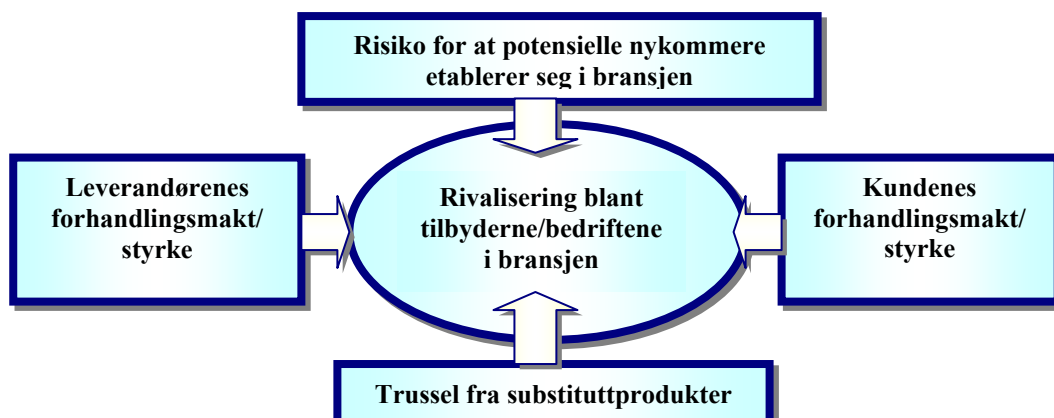 Risiko for at potensielle nykommere
etablerer seg i bransjen
Leverandørenes
forhandlingsmakt/
styrke
Rivalisering blant
tilbyderne/bedriftene
i bransjen
Kundenes
forhandlingsmakt/
styrke
Trussel fra substituttprodukter